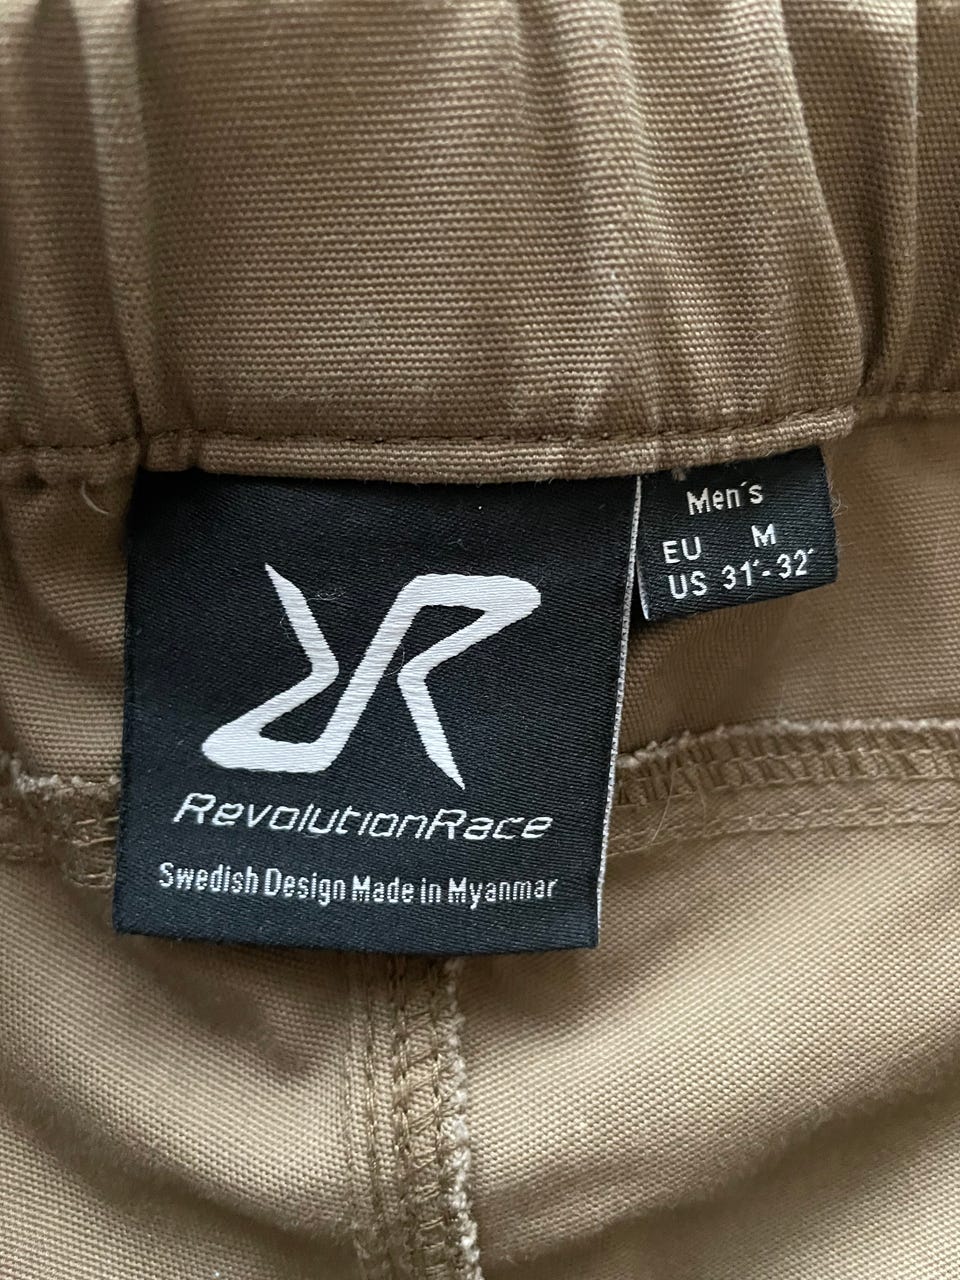 Men´s
EU M
US 31´- 32´
RevolutionRace
Swedish Design Made in Myanmar